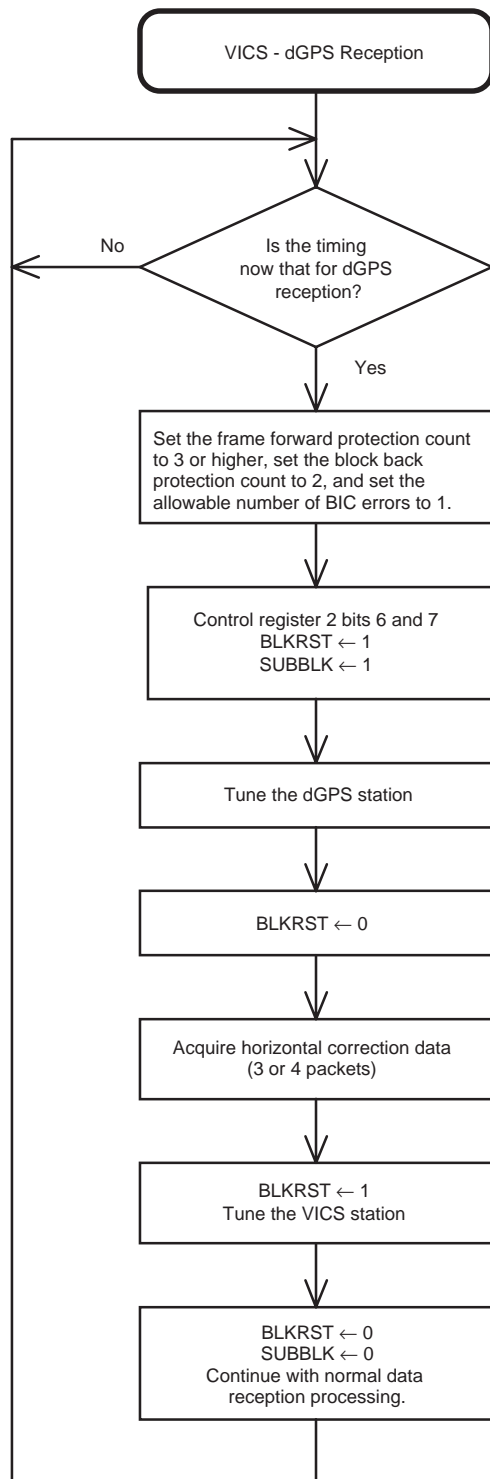 VICS - dGPS Reception
No
Is the timing
now that for dGPS
reception?
Yes
Set the frame forward protection count
to 3 or higher, set the block back
protection count to 2, and set the
allowable number of BIC errors to 1.
Control register 2 bits 6 and 7
BLKRST ← 1
SUBBLK ← 1
Tune the dGPS station
BLKRST ← 0
Acquire horizontal correction data
(3 or 4 packets)
BLKRST ← 1
Tune the VICS station
BLKRST ← 0
SUBBLK ← 0
Continue with normal data
reception processing.